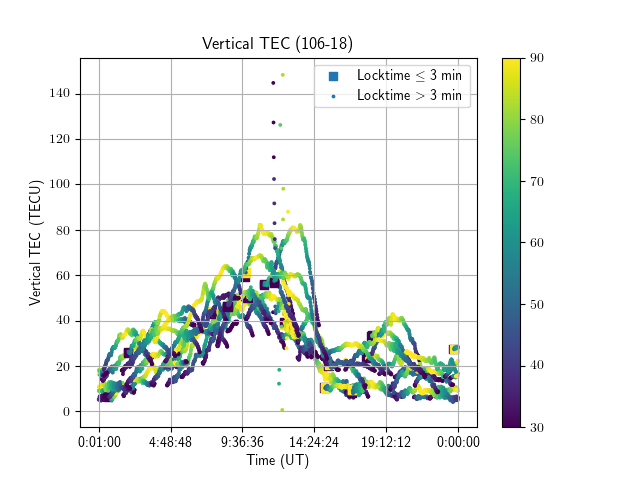 Vertical TEC (106-18)
Locktime ≤ 3 min
Locktime > 3 min
Vertical TEC (TECU)
140
120
100
80
60
40
20
0
0:01:00 4:48:48 9:36:36 14:24:24 19:12:12 0:00:00
Time (UT)
90
80
70
60
50
40
30